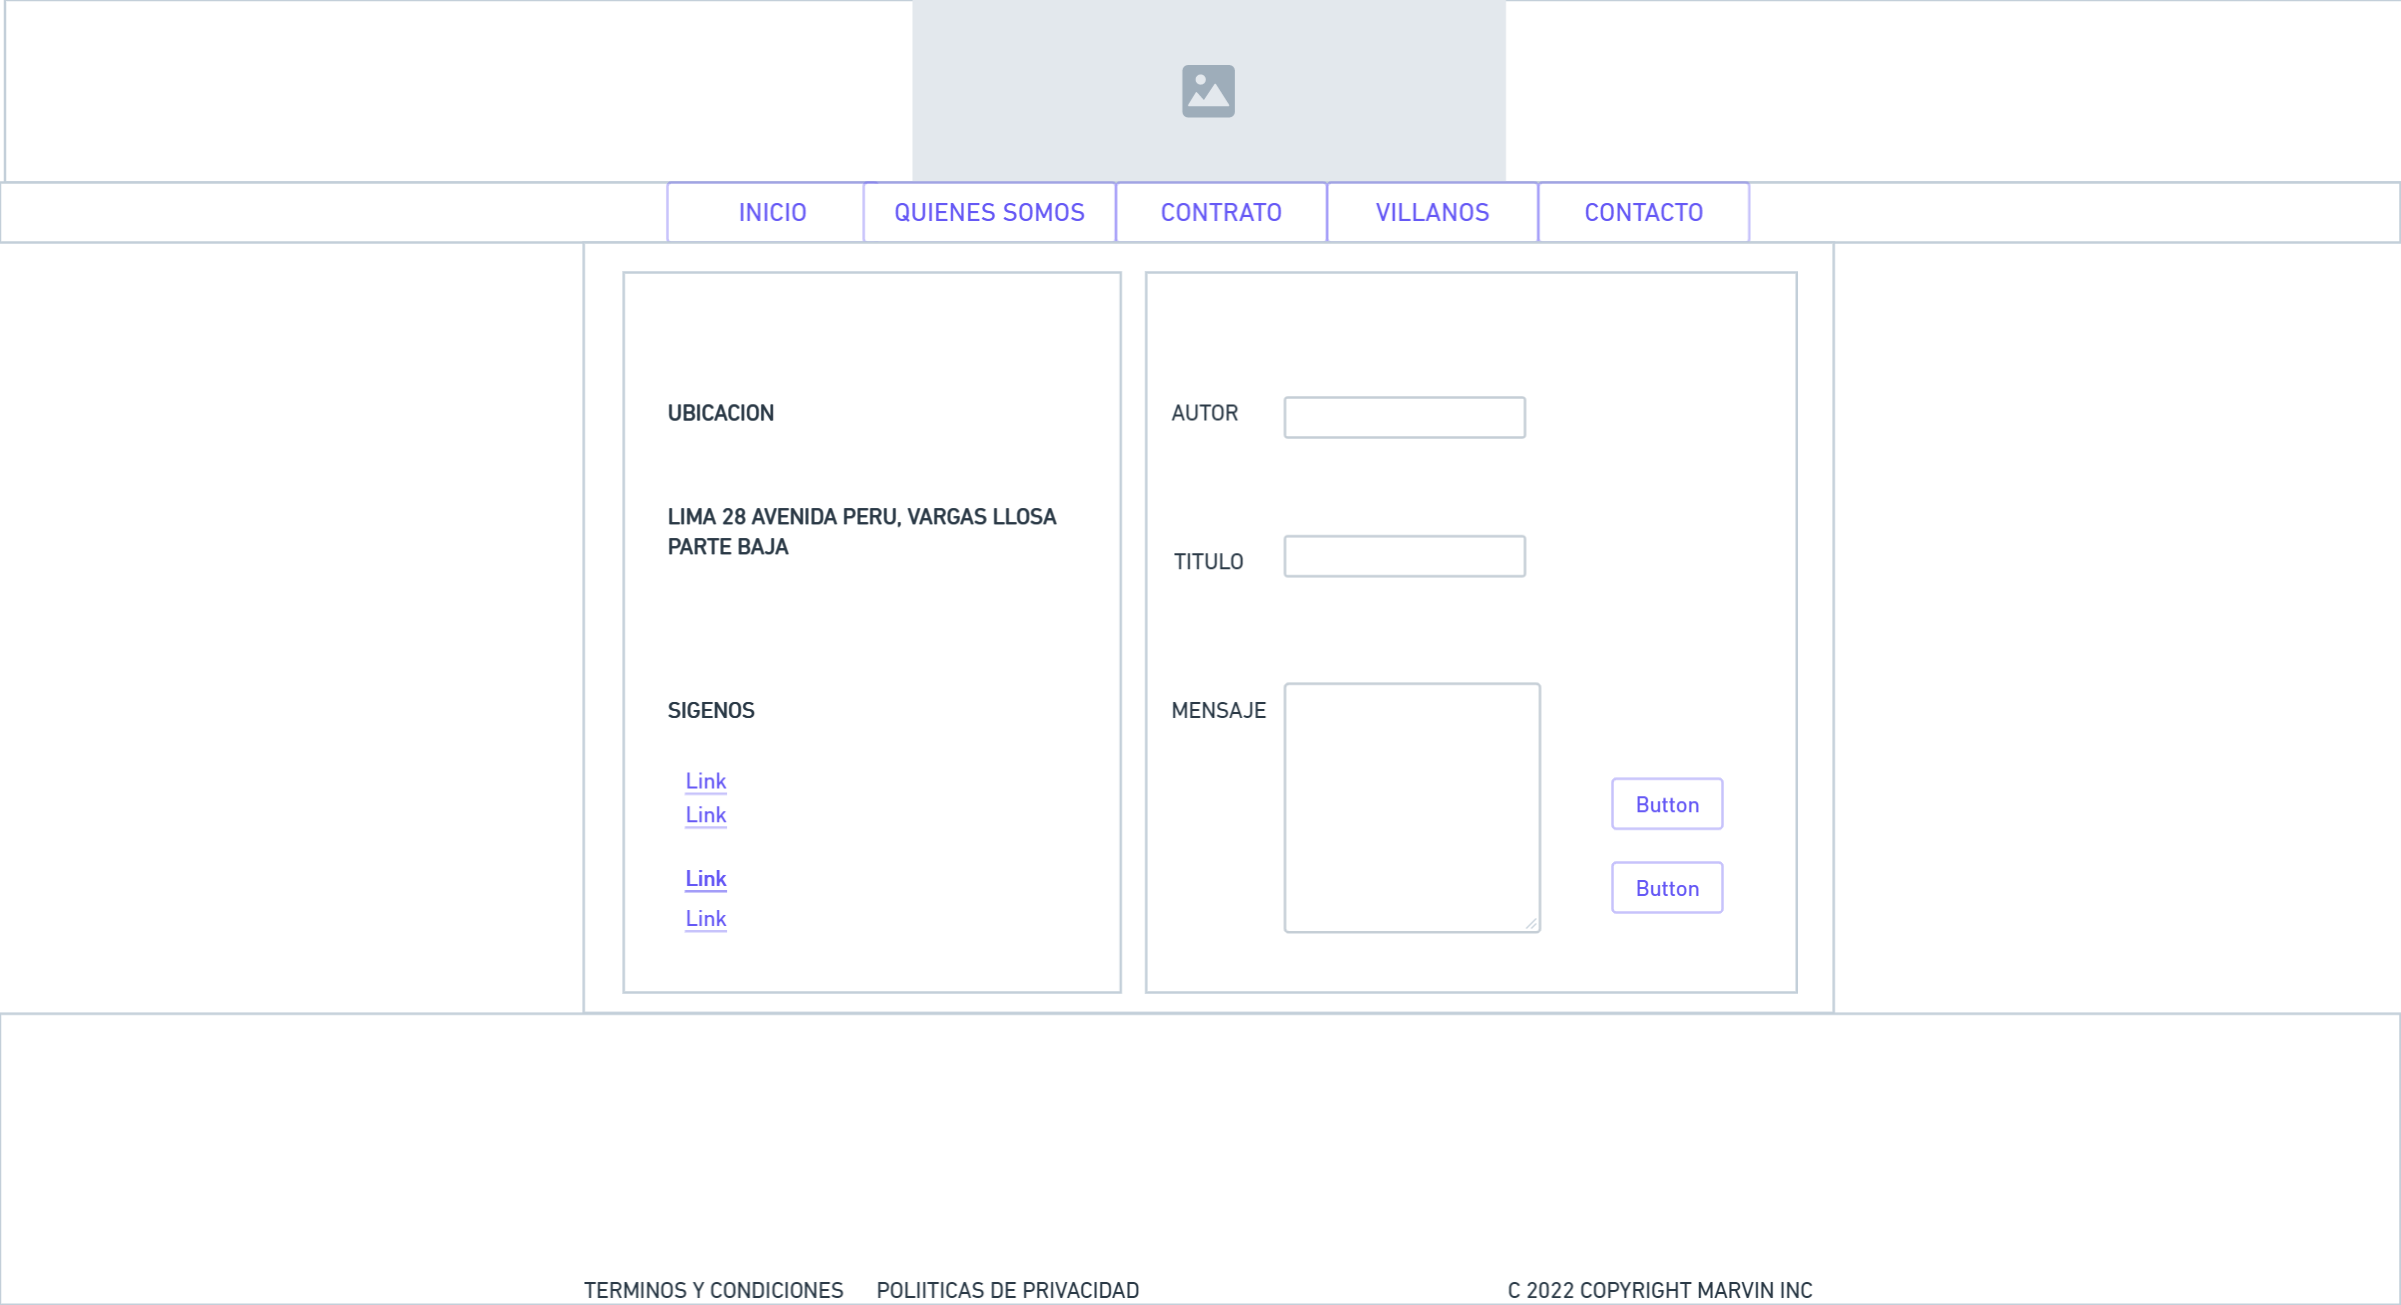 INICIO
QUIENES SOMOS
CONTRATO
VILLANOS
CONTACTO
UBICACION
LIMA 28 AVENIDA PERU, VARGAS LLOSA
PARTE BAJA
SIGENOS
Link
Link
Link
Link
AUTOR
TITULO
MENSAJE
Button
Button
TERMINOS Y CONDICIONES
POLIITICAS DE PRIVACIDAD
C 2022 COPYRIGHT MARVIN INC